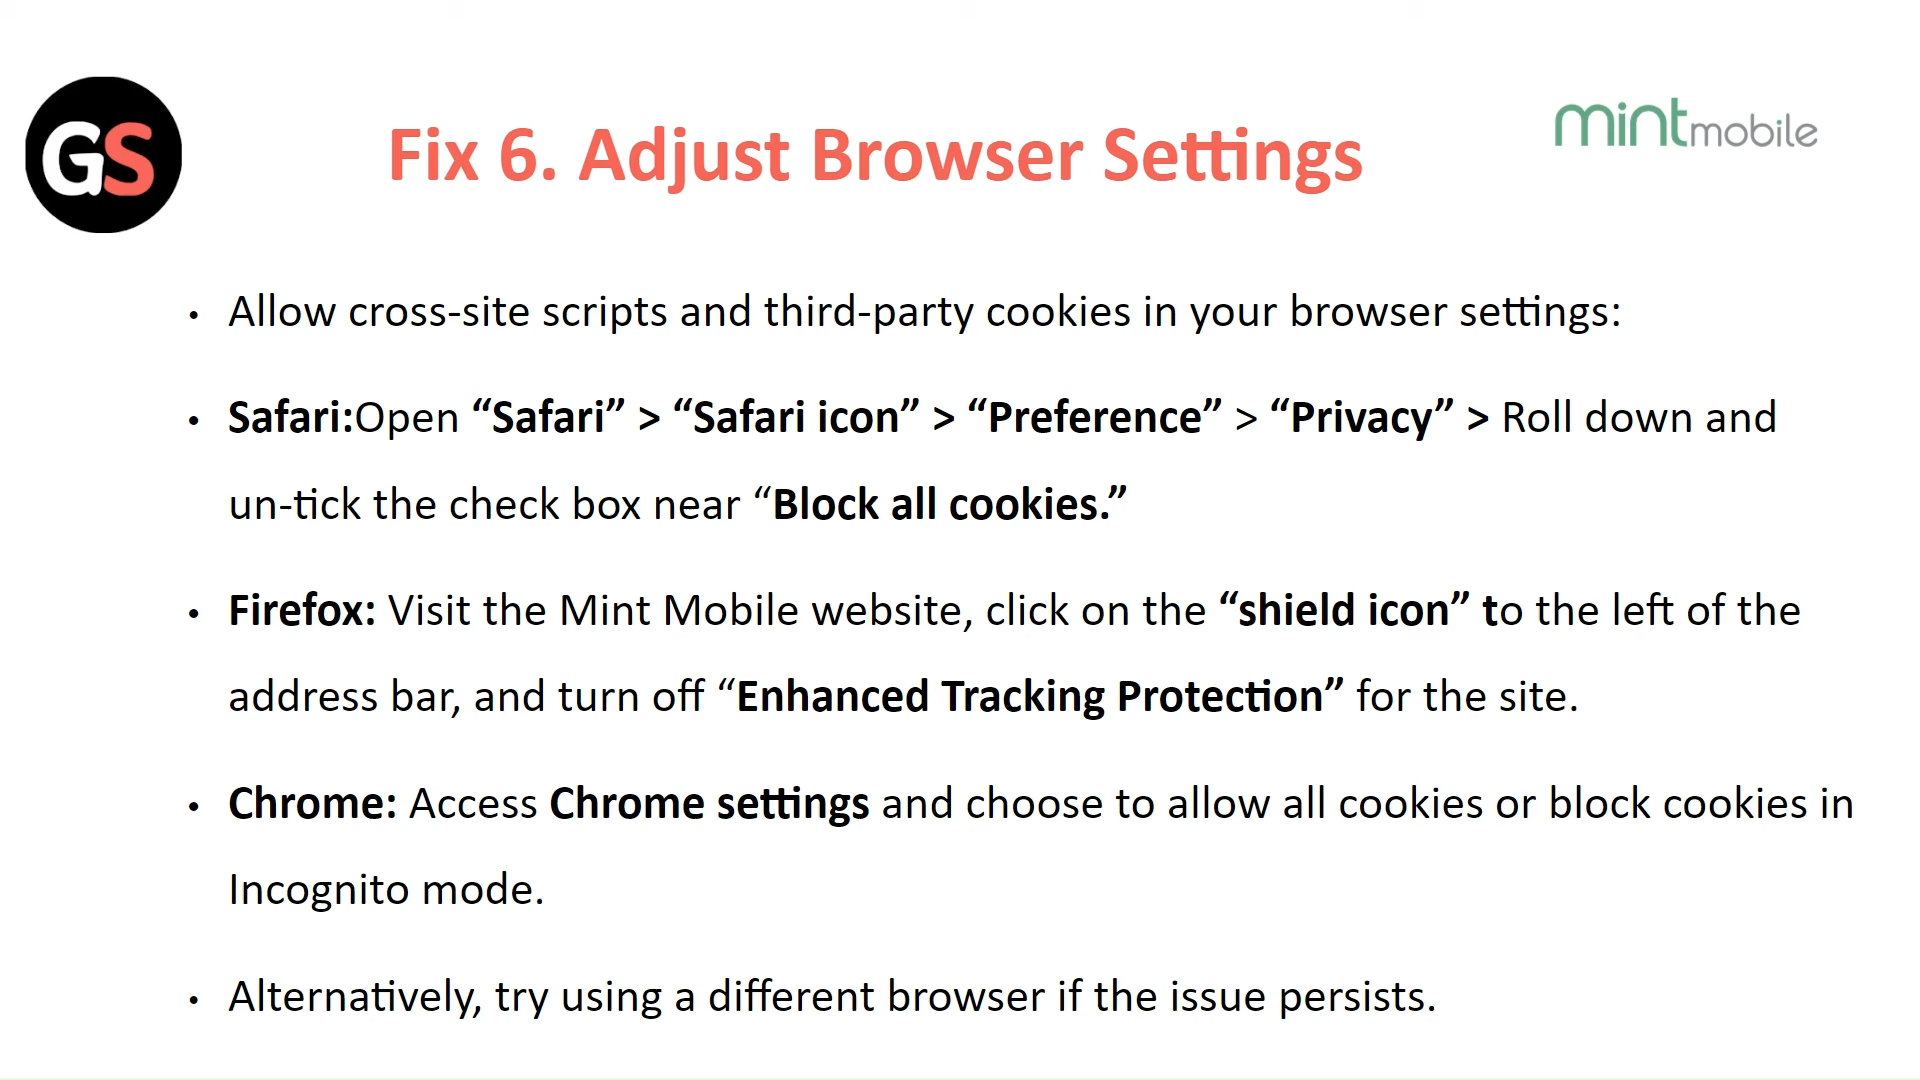 GS
Fix 6. Adjust Browser Settings
mintmobile
• Allow cross-site scripts and third-party cookies in your browser settings:
• Safari:Open “Safari” > “Safari icon” > “Preference” > “Privacy” > Roll down and
un-tick the check box near “Block all cookies.”
• Firefox: Visit the Mint Mobile website, click on the “shield icon” to the left of the
address bar, and turn off “Enhanced Tracking Protection” for the site.
• Chrome: Access Chrome settings and choose to allow all cookies or block cookies in
Incognito mode.
• Alternatively, try using a different browser if the issue persists.